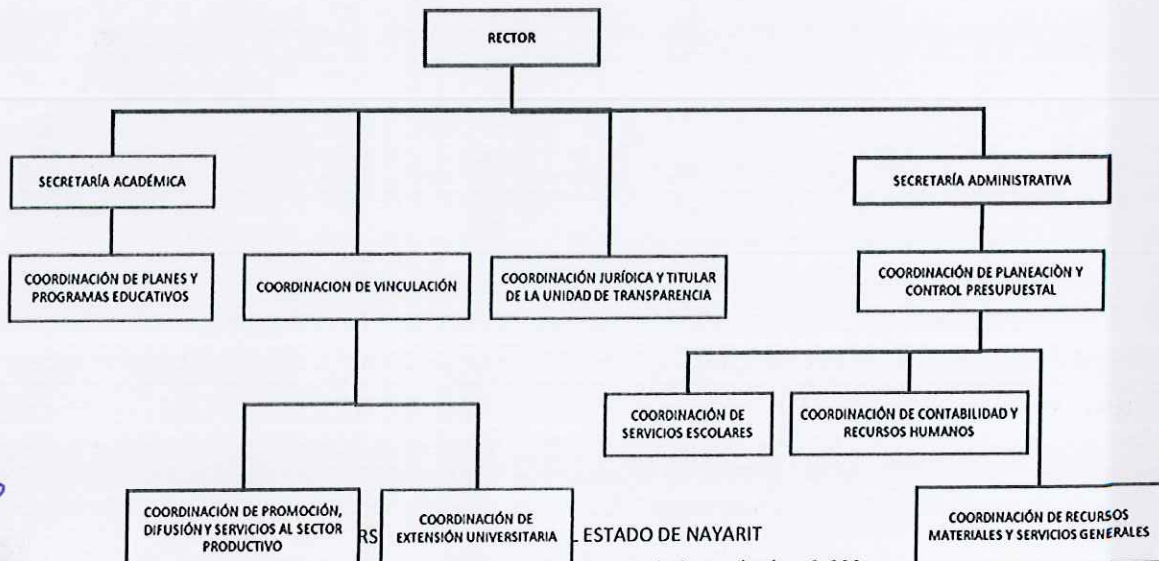 RECTOR
SECRETARÍA ACADÉMICA
SECRETARÍA ADMINISTRATIVA
COORDINACIÓN DE PLANES Y
PROGRAMAS EDUCATIVOS
COORDINACION DE VINCULACIÓN
COORDINACIÓN JURÍDICA Y TITULAR
DE LA UNIDAD DE TRANSPARENCIA
COORDINACIÓN DE PLANEACIÒN Y
CONTROL PRESUPUESTAL
COORDINACIÓN DE
SERVICIOS ESCOLARES
COORDINACIÓN DE CONTABILIDAD Y
RECURSOS HUMANOS
COORDINACIÓN DE PROMOCIÓN,
DIFUSIÓN Y SERVICIOS AL SECTOR
PRODUCTIVO
COORDINACIÓN DE
EXTENSIÓN UNIVERSITARIA
COORDINACIÓN DE RECURSOS
MATERIALES Y SERVICIOS GENERALES
RS L ESTADO DE NAYARIT